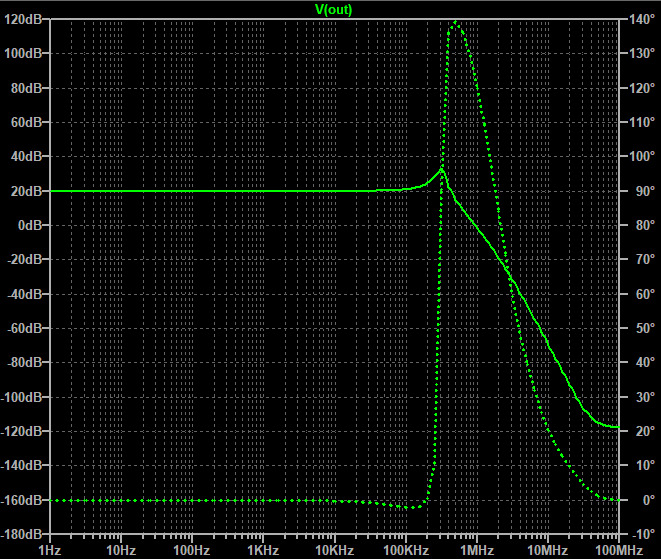 V(out)
120dB
100dB
80dB
60dB
40dB
20dB
0dB
-20dB
-40dB
-60dB
-80dB
-100dB
-120dB
-140dB
-160dB
-180dB
140°
130°
120°
110°
100°
90°
80°
70°
60°
50°
40°
30°
20°
10°
0°
-10°
1Hz 10Hz 100Hz 1KHz 10KHz 100KHz 1MHz 10MHz 100MHz